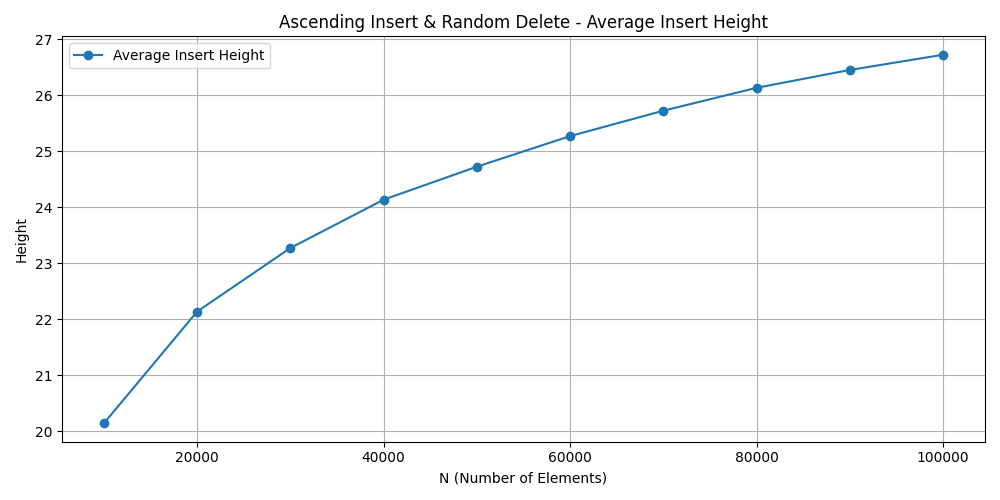 Ascending Insert & Random Delete - Average Insert Height
Average Insert Height
Height
27
26
25
24
23
22
21
20
20000 40000 60000 80000 100000
N (Number of Elements)